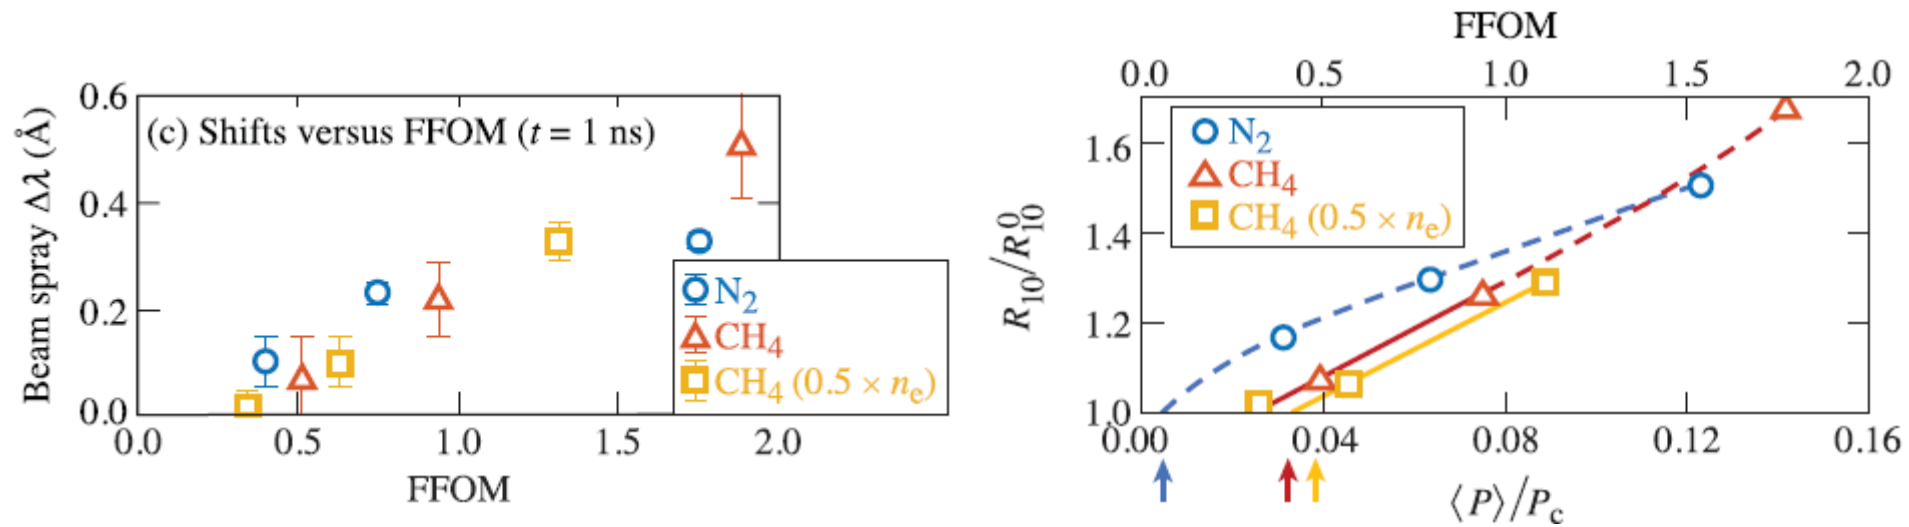 0.6
(c) Shifts versus FFOM (t = 1 ns)
0.4
0.2
0.0
Beam spray Δλ (Å)
N2
CH4
CH4 (0.5 × ne)
0.0 0.5 1.0 1.5 2.0
FFOM
FFOM
0.0 0.5 1.0 1.5 2.0
N2
CH4
CH4 (0.5 × ne)
1.6
1.4
1.2
1.0
R10/R⁰10
0.00 0.04 0.08 0.12 0.16
⟨P⟩/Pc